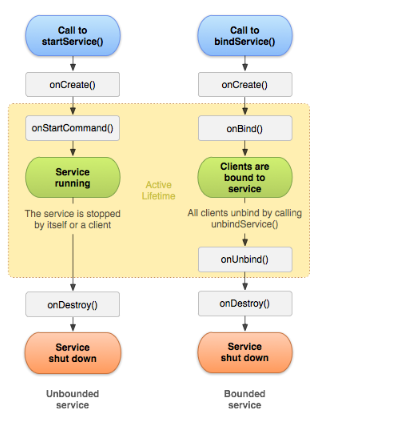 Call to
startService()
onCreate()
onStartCommand()
Service
running
The service is stopped
by itself or a client
onDestroy()
Service
shut down
Unbounded
service
Active
Lifetime
Call to
bindService()
onCreate()
onBind()
Clients are
bound to
service
All clients unbind by calling
unbindService()
onUnbind()
onDestroy()
Service
shut down
Bounded
service